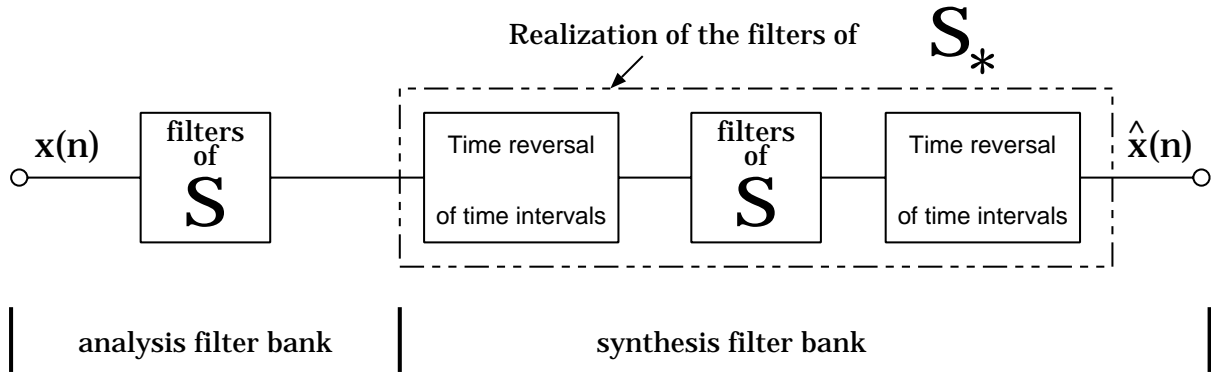 Realization of the filters of S*
x(n)
filters
of
S
Time reversal
of time intervals
filters
of
S
Time reversal
of time intervals
x̂(n)
analysis filter bank
synthesis filter bank